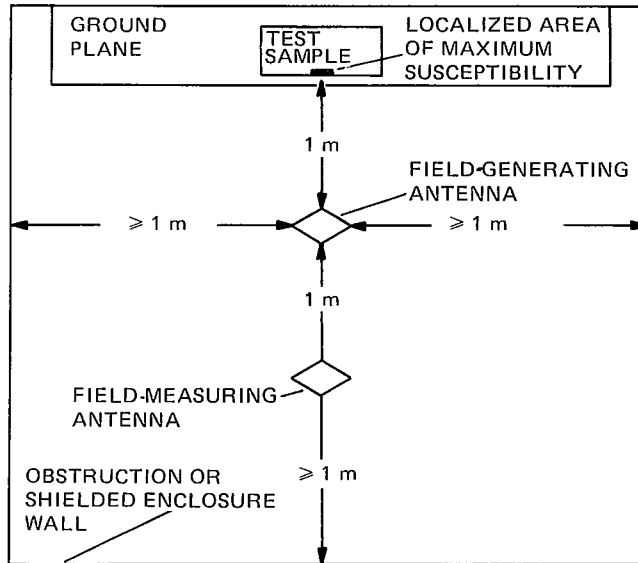 GROUND
PLANE
TEST
SAMPLE
LOCALIZED AREA
OF MAXIMUM
SUSCEPTIBILITY
1 m
FIELD-GENERATING
ANTENNA
⩾ 1 m
⩾ 1 m
1 m
FIELD-MEASURING
ANTENNA
⩾ 1 m
OBSTRUCTION OR
SHIELDED ENCLOSURE
WALL